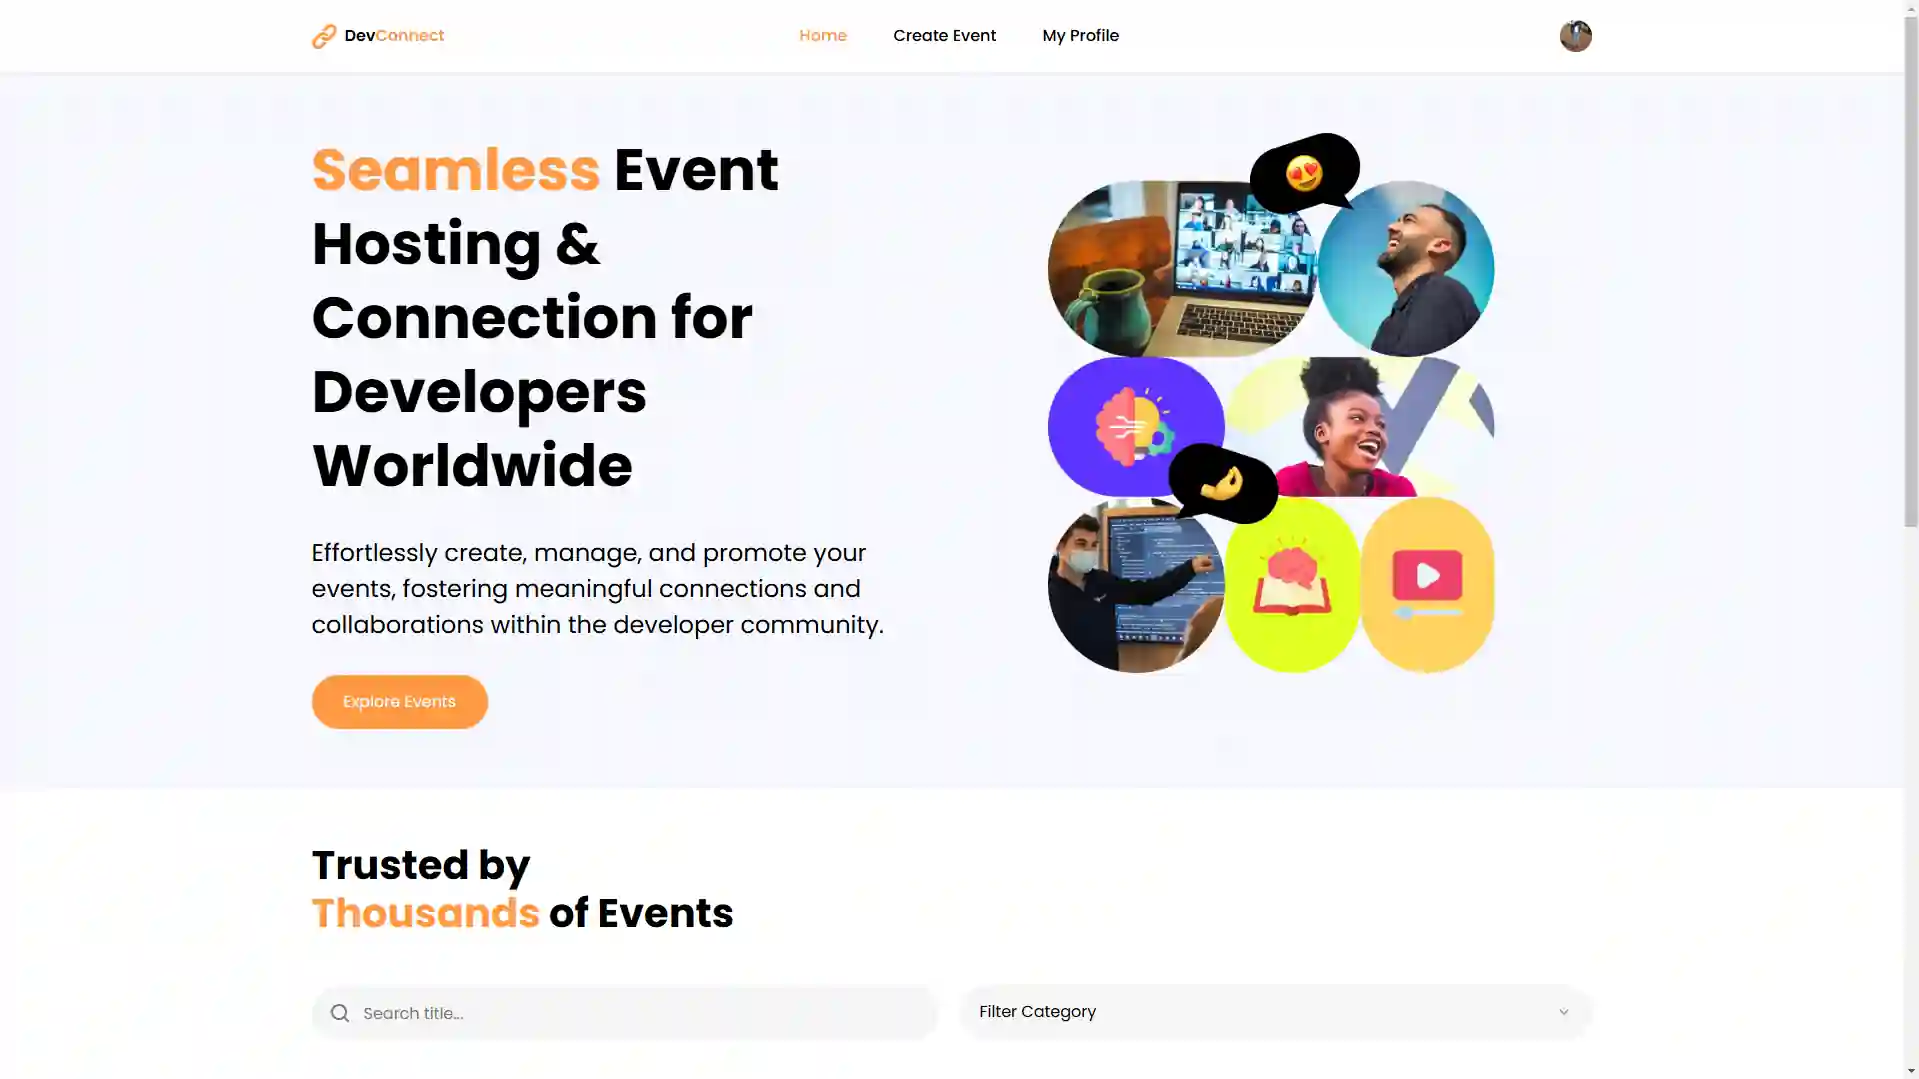 DevConnect
Home
Create Event
My Profile
Seamless Event
Hosting &
Connection for
Developers
Worldwide
Effortlessly create, manage, and promote your
events, fostering meaningful connections and
collaborations within the developer community.
Explore Events
Trusted by
Thousands of Events
Search title...
Filter Category